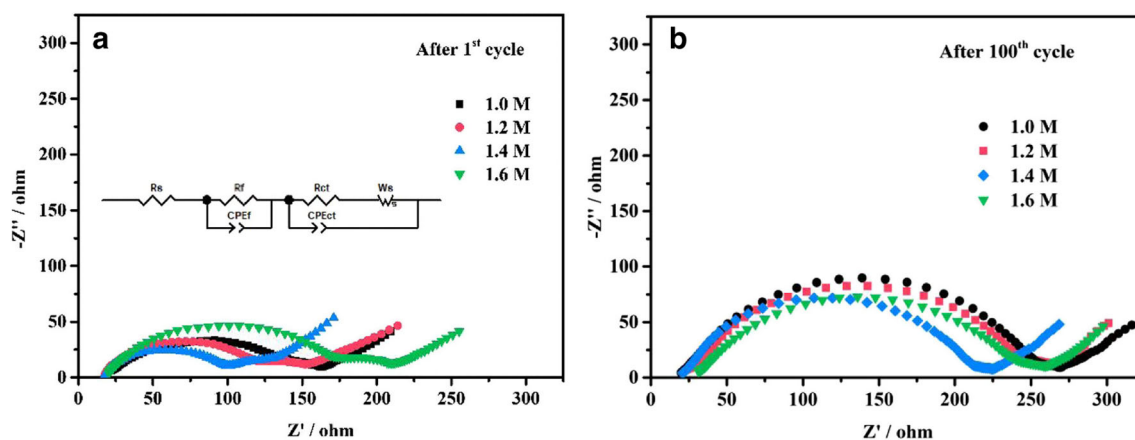 a
After 1st cycle
1.0 M
1.2 M
1.4 M
1.6 M
Rs
Rf
Rct
Ws
s
CPEf
CPEct
300
250
200
150
100
50
0
0
50
100
150
200
250
300
-Z'' / ohm
Z' / ohm
b
After 100th cycle
1.0 M
1.2 M
1.4 M
1.6 M
300
250
200
150
100
50
0
0
50
100
150
200
250
300
-Z'' / ohm
Z' / ohm